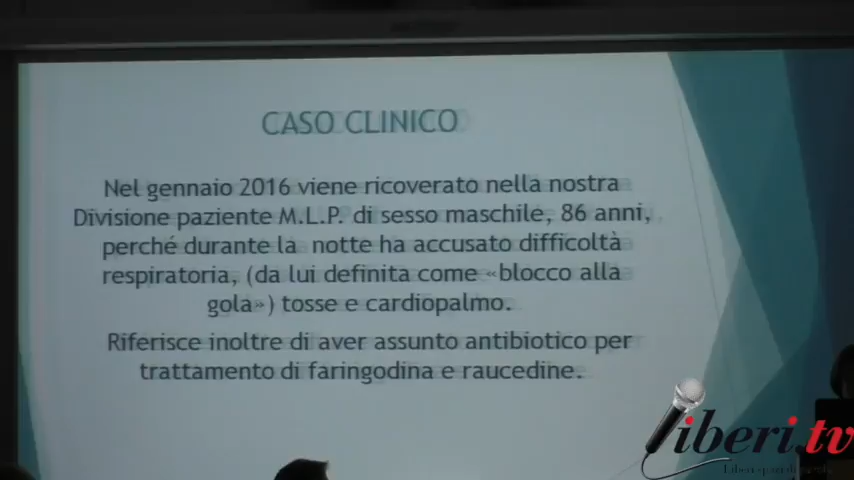 CASO CLINICO
Nel gennaio 2016 viene ricoverato nella nostra
Divisione paziente M.L.P. di sesso maschile, 86 anni,
perché durante la notte ha accusato difficoltà
respiratoria, (da lui definita come «blocco alla
gola») tosse e cardiopalmo.
Riferisce inoltre di aver assunto antibiotico per
trattamento di faringodina e raucedine.
liberi.tv